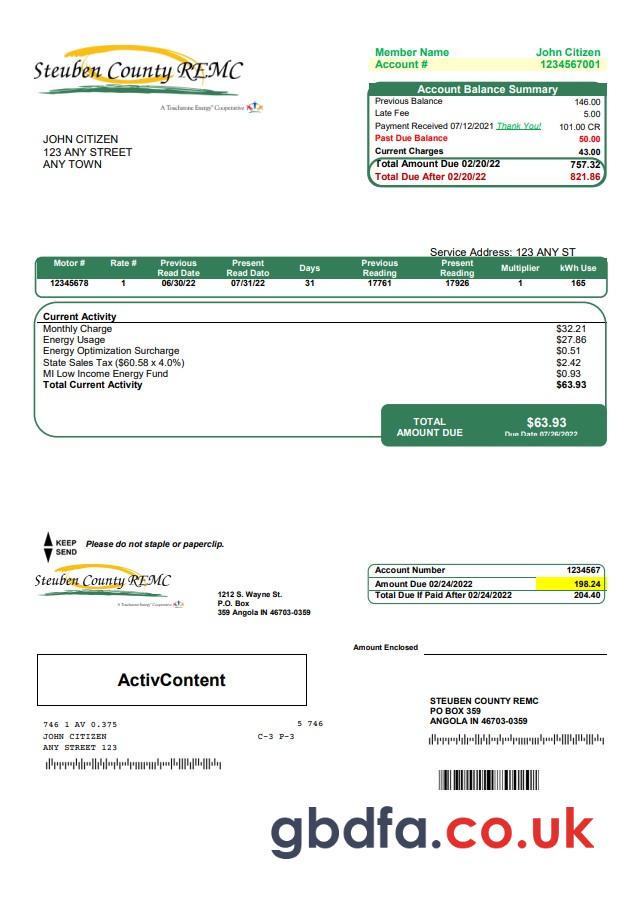 Steuben County REMC
A Touchstone Energy® Cooperative
Member Name John Citizen
Account # 1234567001
Account Balance Summary
Previous Balance 146.00
Late Fee 5.00
Payment Received 07/12/2021 Thank You! 101.00 CR
Past Due Balance 50.00
Current Charges 43.00
Total Amount Due 02/20/22 757.32
Total Due After 02/20/22 821.86
JOHN CITIZEN
123 ANY STREET
ANY TOWN
Service Address: 123 ANY ST
Motor # Rate # Previous Read Date Present Read Dato Days Previous Reading Present Reading Multiplier kWh Use
12345678 1 06/30/22 07/31/22 31 17761 17926 1 165
Current Activity
Monthly Charge $32.21
Energy Usage $27.86
Energy Optimization Surcharge $0.51
State Sales Tax ($60.58 x 4.0%) $2.42
MI Low Income Energy Fund $0.93
Total Current Activity $63.93
TOTAL AMOUNT DUE $63.93
Due Date 07/26/2022
KEEP
SEND
Please do not staple or paperclip.
Steuben County REMC
A Touchstone Energy® Cooperative
1212 S. Wayne St.
P.O. Box
359 Angola IN 46703-0359
Account Number 1234567
Amount Due 02/24/2022 198.24
Total Due If Paid After 02/24/2022 204.40
Amount Enclosed
ActivContent
746 1 AV 0.375 5 746
JOHN CITIZEN C-3 P-3
ANY STREET 123
STEUBEN COUNTY REMC
PO BOX 359
ANGOLA IN 46703-0359
gbdfa.co.uk